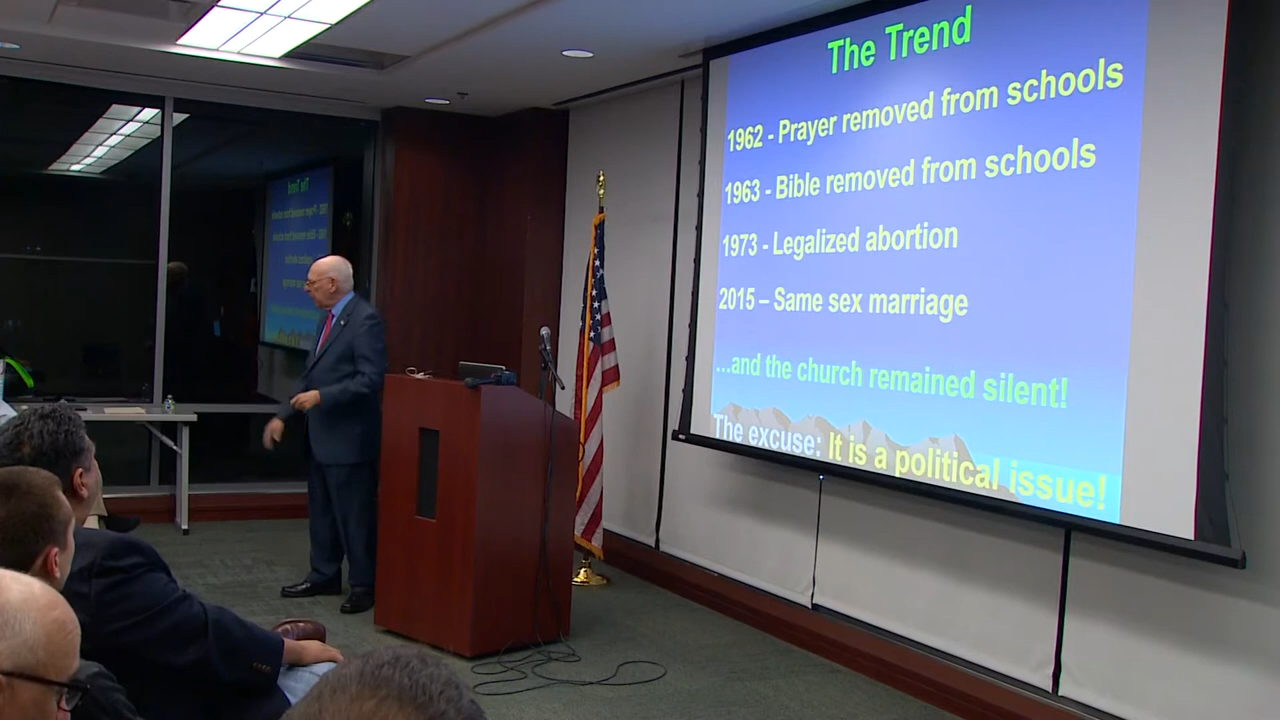 The Trend
1962 - Prayer removed from schools
1963 - Bible removed from schools
1973 - Legalized abortion
2015 – Same sex marriage
...and the church remained silent!
The excuse: It is a political issue!